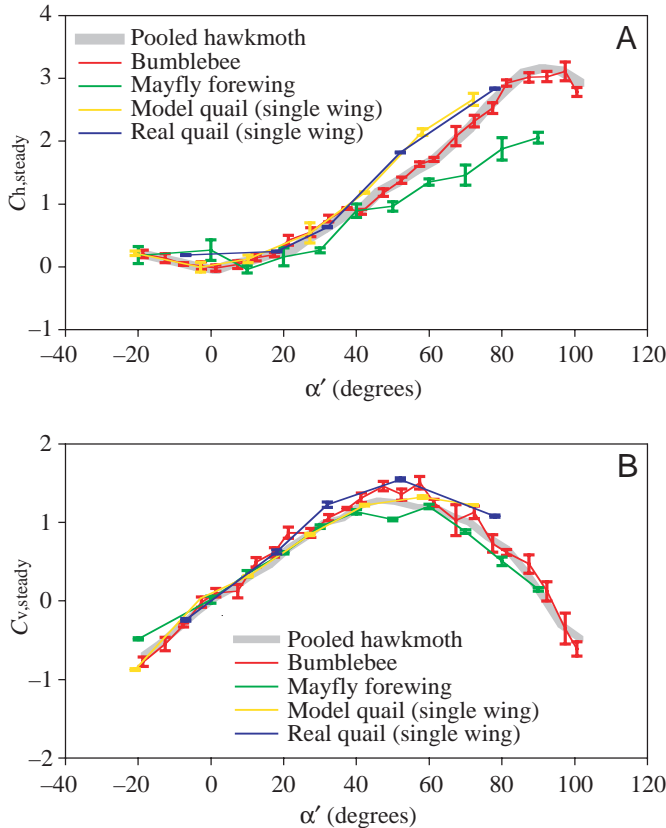 A
4
3
2
1
0
–1
C h,steady
Pooled hawkmoth
Bumblebee
Mayfly forewing
Model quail (single wing)
Real quail (single wing)
–40 –20 0 20 40 60 80 100 120
α′ (degrees)
B
2
1
0
–1
–2
C v,steady
Pooled hawkmoth
Bumblebee
Mayfly forewing
Model quail (single wing)
Real quail (single wing)
–40 –20 0 20 40 60 80 100 120
α′ (degrees)